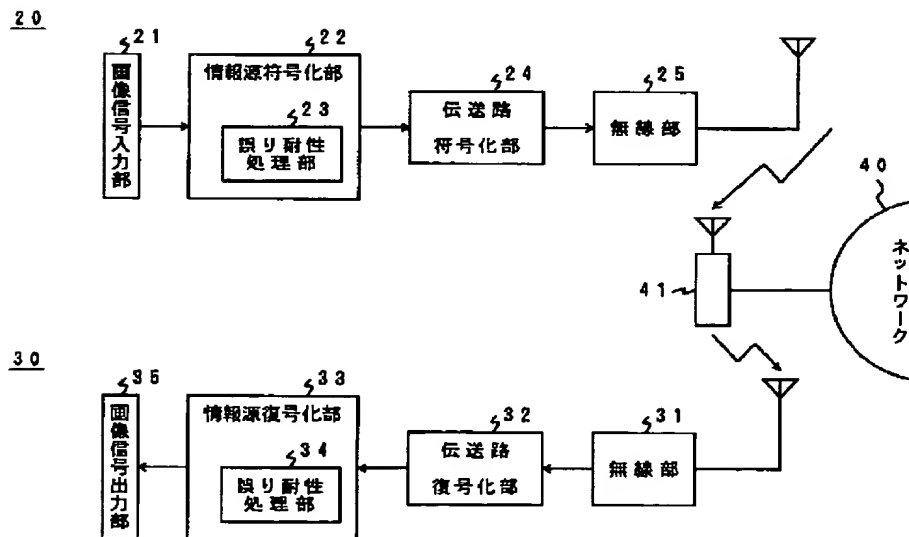 20
21
画像信号入力部
22
情報源符号化部
23
誤り耐性
処理部
24
伝送路
符号化部
25
無線部
40
ネットワーク
41
30
35
画像信号出力部
33
情報源復号化部
34
誤り耐性
処理部
32
伝送路
復号化部
31
無線部